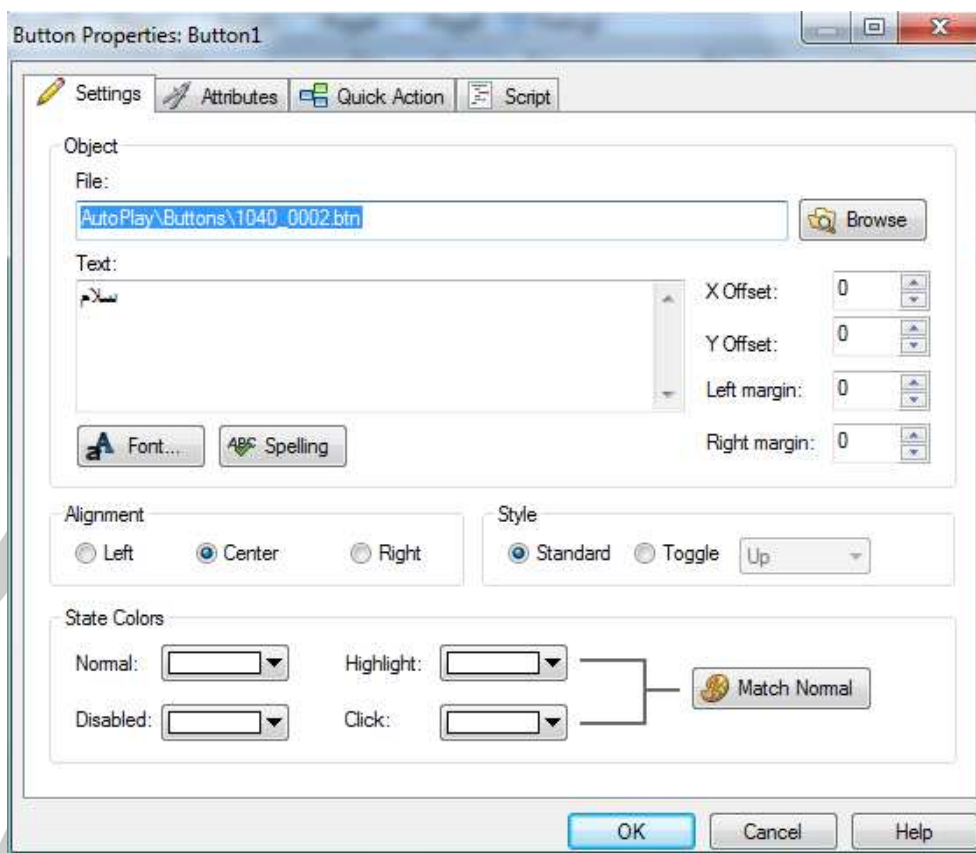 Button Properties: Button1
Settings Attributes Quick Action Script
Object
File:
AutoPlay\Buttons\1040_0002.btn Browse
Text:
سلام
X Offset: 0
Y Offset: 0
Left margin: 0
Right margin: 0
Font... ABC Spelling
Alignment
Left Center Right
Style
Standard Toggle Up
State Colors
Normal: Highlight:
Match Normal
Disabled: Click:
OK Cancel Help